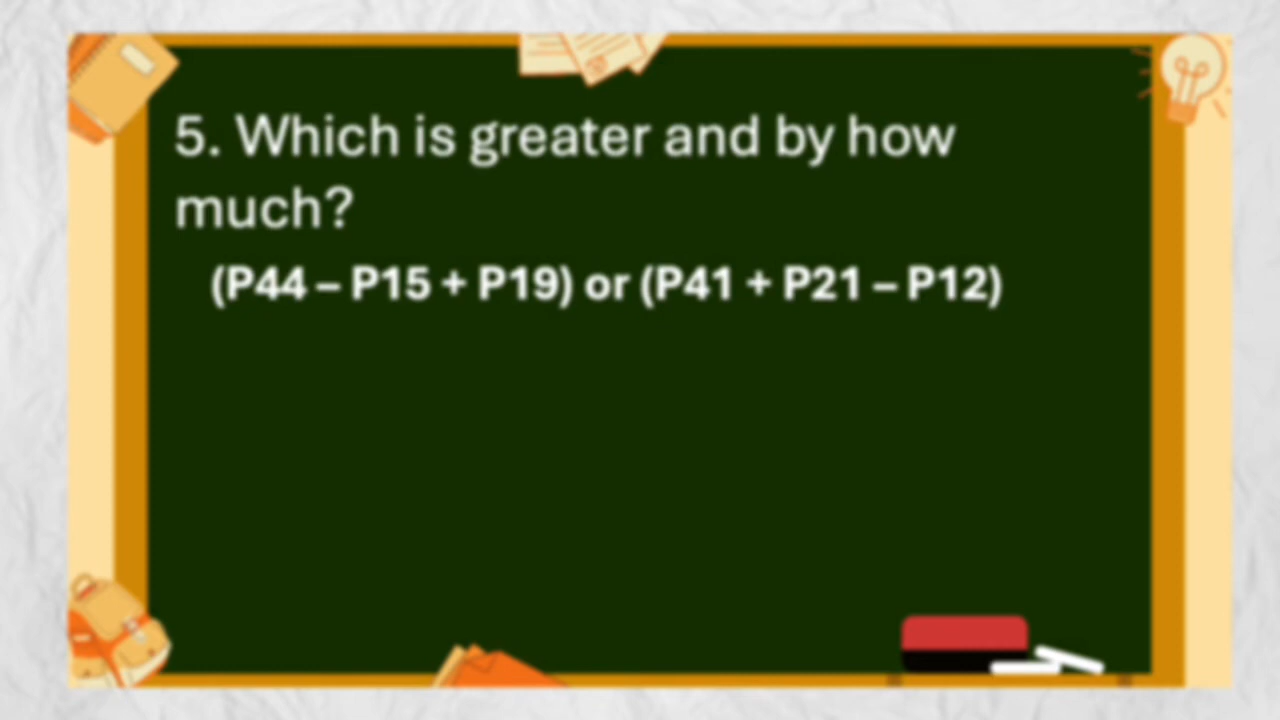 5. Which is greater and by how
much?
(P44 – P15 + P19) or (P41 + P21 – P12)